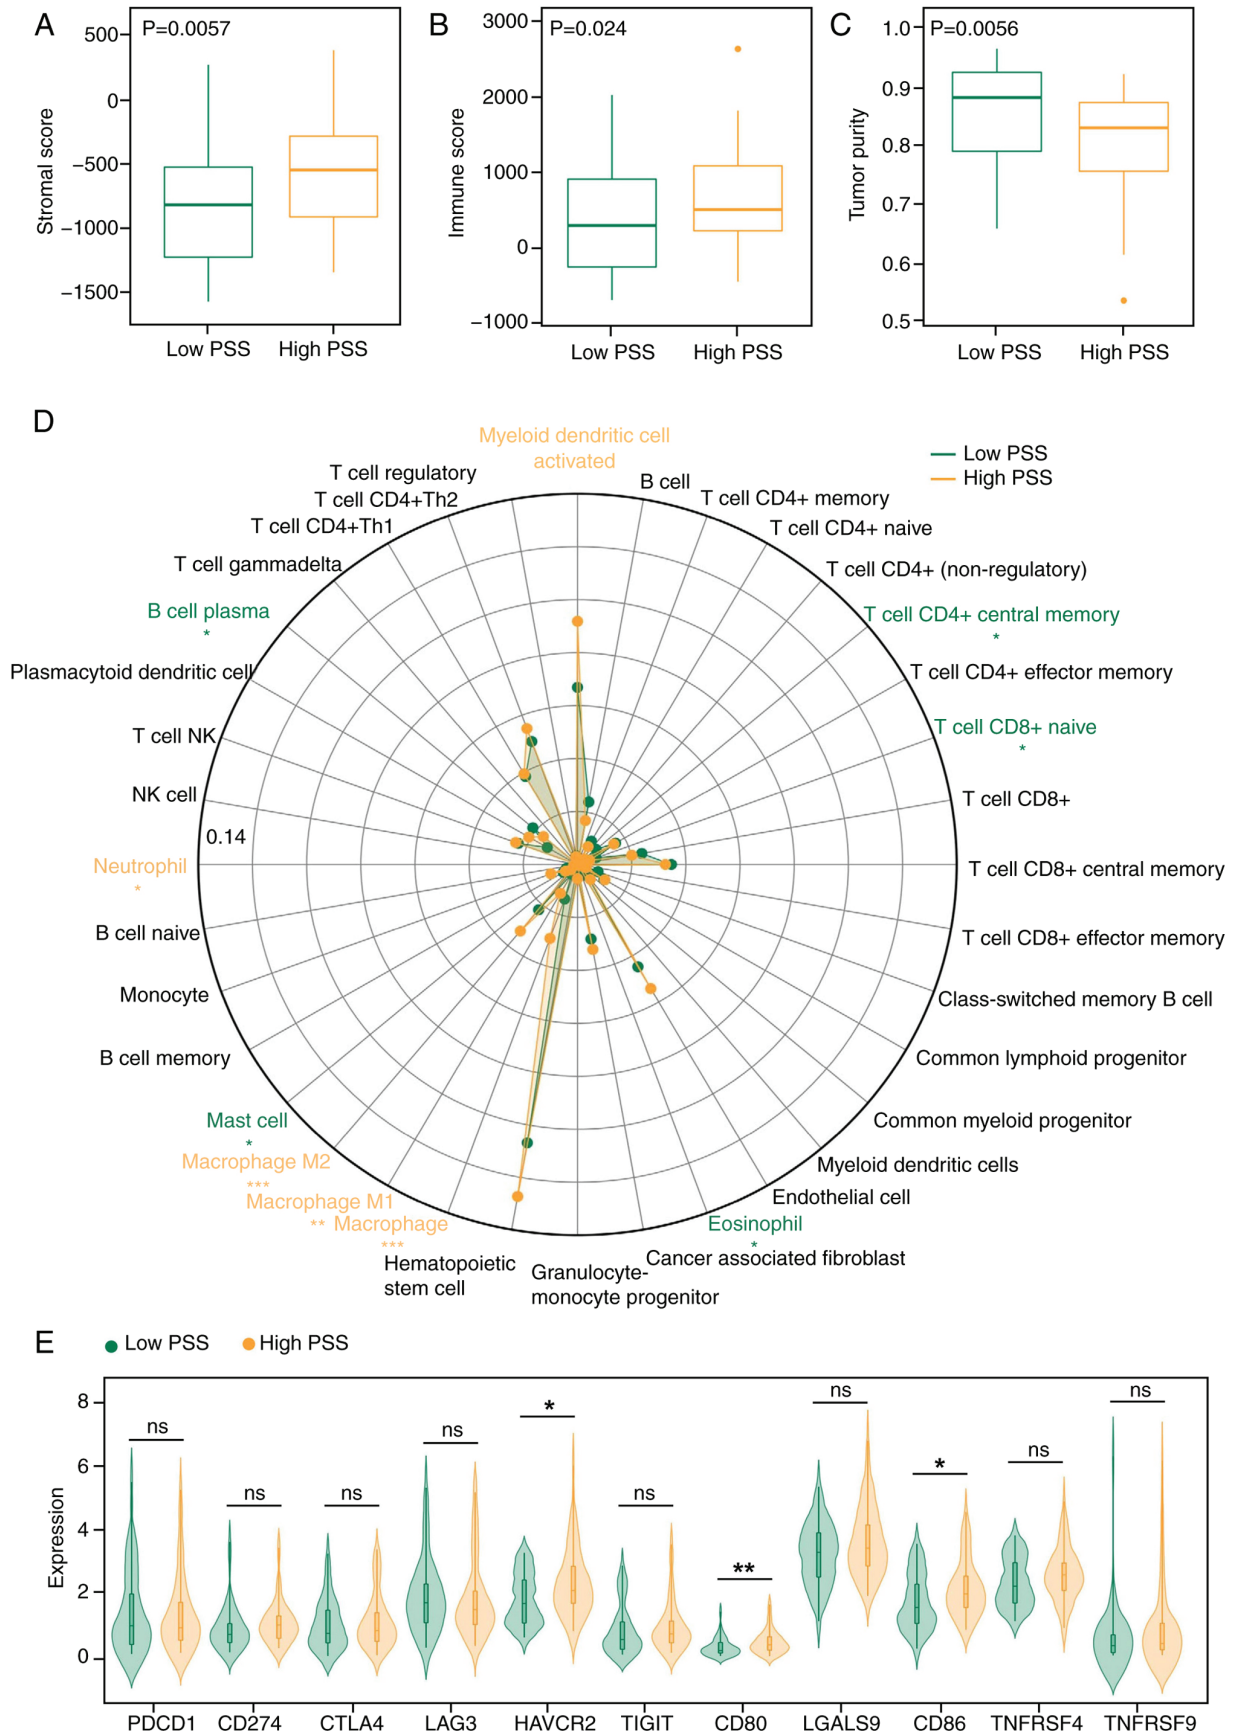 A
P=0.0057
Stromal score
500
0
−500
−1000
−1500
Low PSS
High PSS
B
P=0.024
Immune score
3000
2000
1000
0
−1000
Low PSS
High PSS
C
P=0.0056
Tumor purity
1.0
0.9
0.8
0.7
0.6
0.5
Low PSS
High PSS
D
Low PSS
High PSS
Myeloid dendritic cell
activated
B cell
T cell CD4+ memory
T cell CD4+ naive
T cell CD4+ (non-regulatory)
T cell CD4+ central memory
*
T cell CD4+ effector memory
T cell CD8+ naive
*
T cell CD8+
T cell CD8+ central memory
T cell CD8+ effector memory
Class-switched memory B cell
Common lymphoid progenitor
Common myeloid progenitor
Myeloid dendritic cells
Endothelial cell
Eosinophil
*
Cancer associated fibroblast
Granulocyte-
monocyte progenitor
Hematopoietic
stem cell
Macrophage
***
Macrophage M1
**
Macrophage M2
***
Mast cell
*
B cell memory
Monocyte
B cell naive
Neutrophil
*
0.14
NK cell
T cell NK
Plasmacytoid dendritic cell
B cell plasma
*
T cell gammadelta
T cell CD4+Th1
T cell CD4+Th2
T cell regulatory
E
Low PSS
High PSS
Expression
8
6
4
2
0
ns
ns
ns
ns
*
ns
**
ns
*
ns
ns
PDCD1
CD274
CTLA4
LAG3
HAVCR2
TIGIT
CD80
LGALS9
CD86
TNFRSF4
TNFRSF9